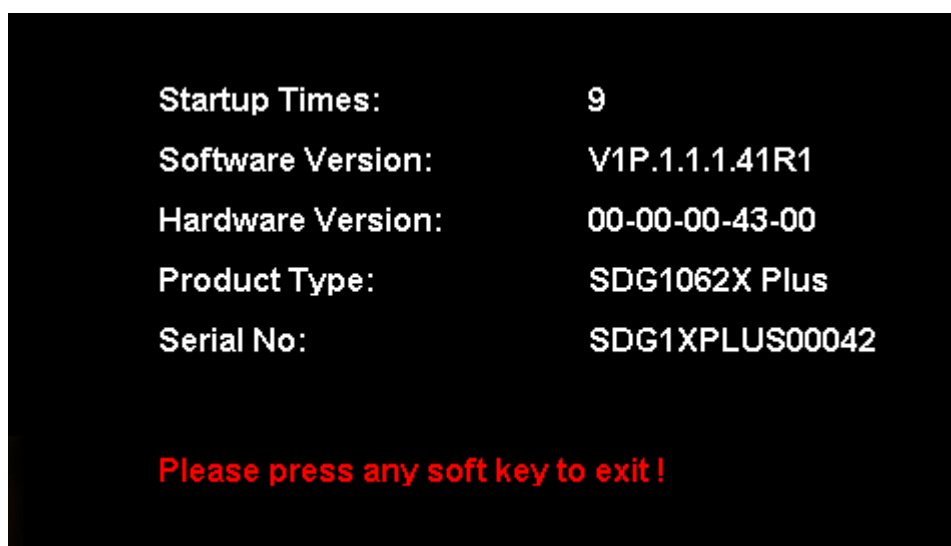 Startup Times: 9
Software Version: V1P.1.1.1.41R1
Hardware Version: 00-00-00-43-00
Product Type: SDG1062X Plus
Serial No: SDG1XPLUS00042
Please press any soft key to exit !